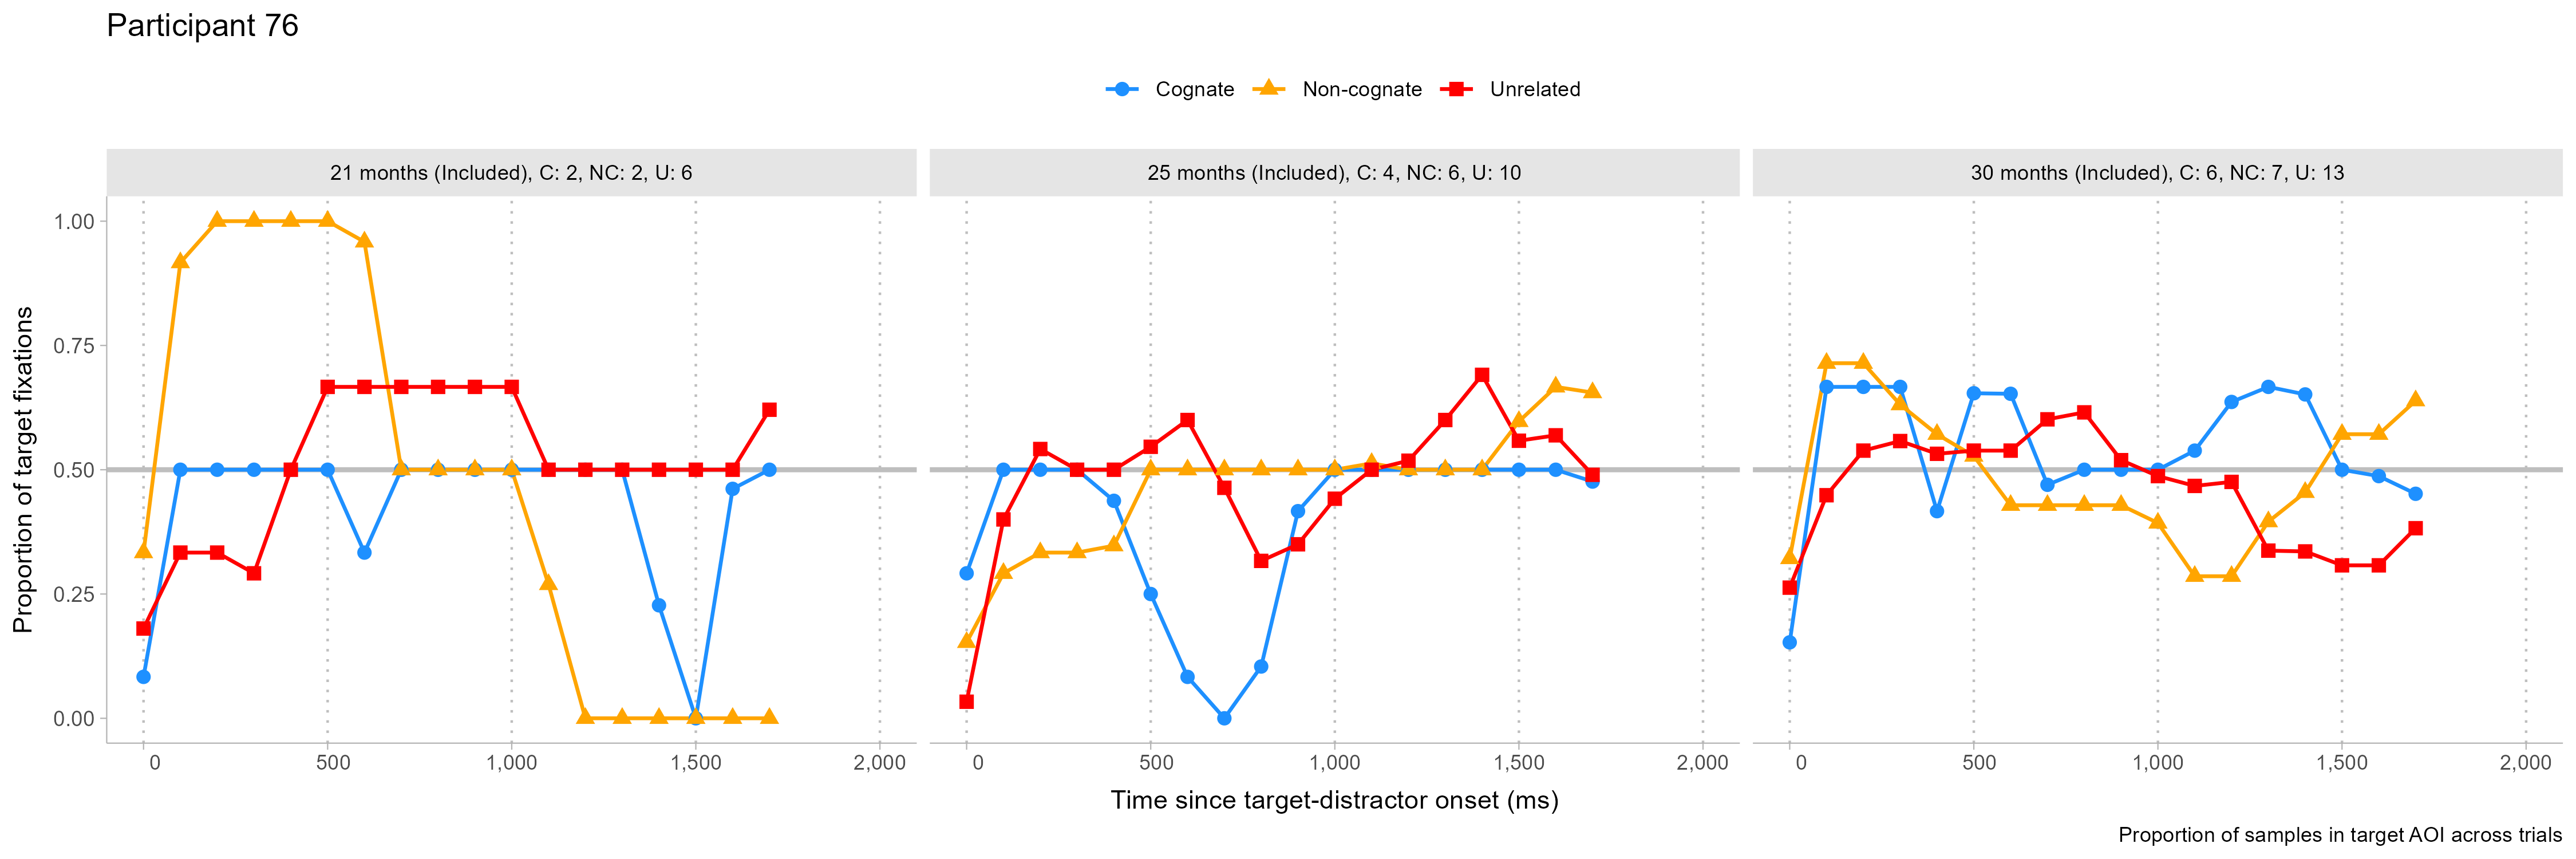 Participant 76
Cognate Non-cognate Unrelated
21 months (Included), C: 2, NC: 2, U: 6
25 months (Included), C: 4, NC: 6, U: 10
30 months (Included), C: 6, NC: 7, U: 13
Proportion of target fixations
1.00
0.75
0.50
0.25
0.00
0 500 1,000 1,500 2,000
0 500 1,000 1,500 2,000
0 500 1,000 1,500 2,000
Time since target-distractor onset (ms)
Proportion of samples in target AOI across trials